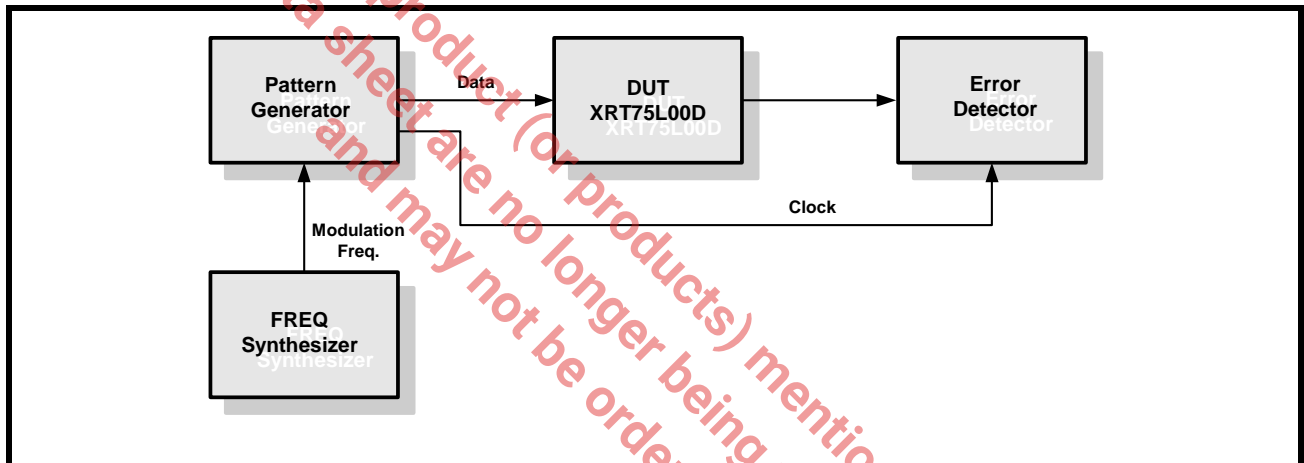 Pattern
Generator
Data
DUT
XRT75L00D
Error
Detector
Clock
Modulation
Freq.
FREQ
Synthesizer
product (or products) mentio
ta sheet are no longer being
and may not be order